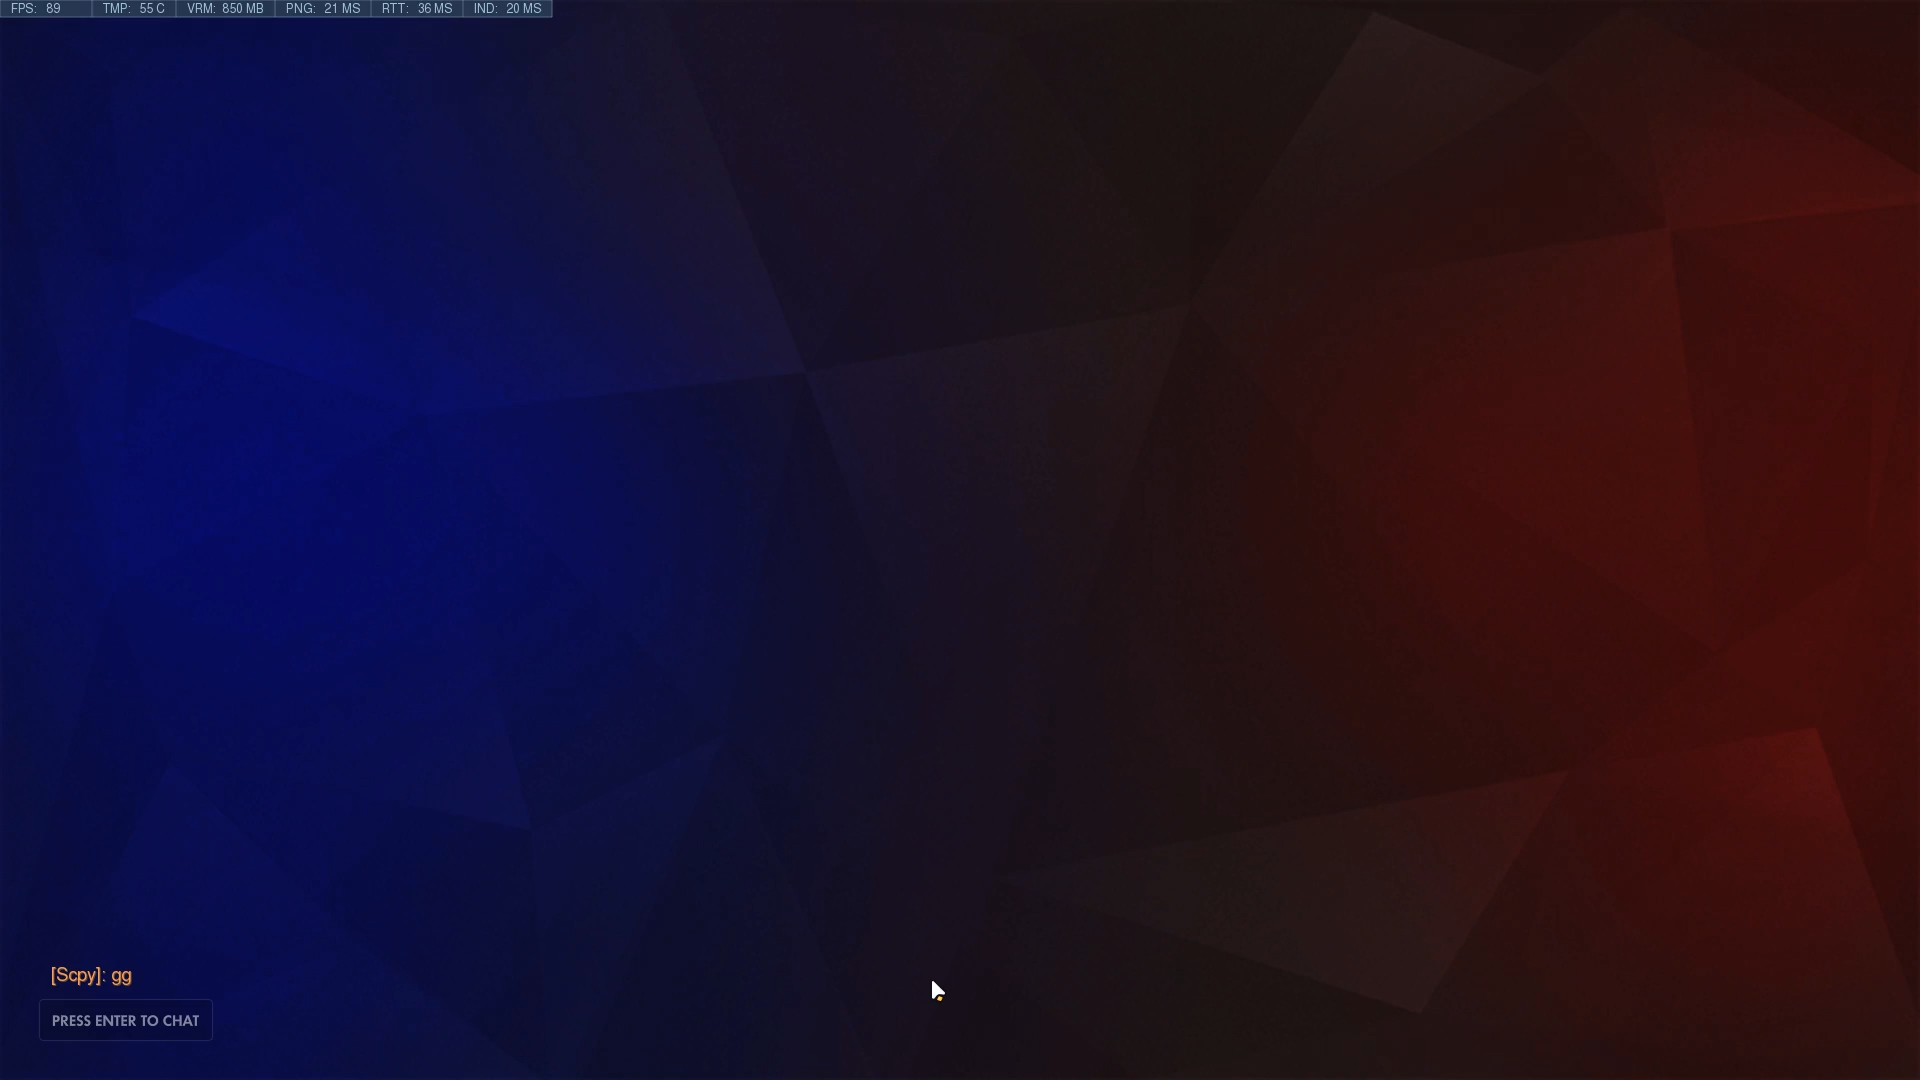 FPS: 89 TMP: 55 C VRM: 850 MB PNG: 21 MS RTT: 36 MS IND: 20 MS
[Scpy]: gg
PRESS ENTER TO CHAT